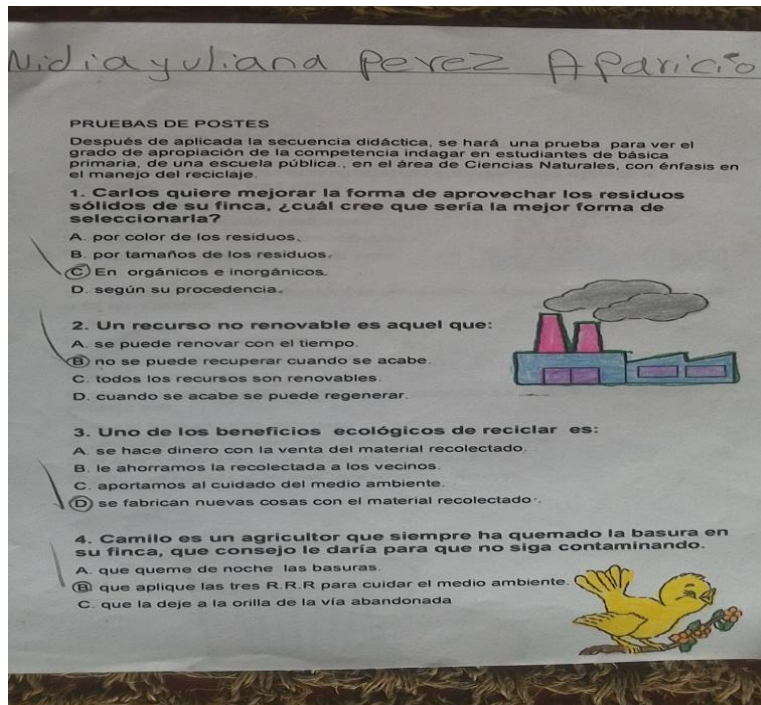 Nidia yuliana Perez Aparicio
PRUEBAS DE POSTES
Después de aplicada la secuencia didáctica, se hará una prueba para ver el
grado de apropiación de la competencia indagar en estudiantes de básica
primaria, de una escuela pública., en el área de Ciencias Naturales, con énfasis en
el manejo del reciclaje.
1. Carlos quiere mejorar la forma de aprovechar los residuos
sólidos de su finca, ¿cuál cree que sería la mejor forma de
seleccionarla?
A. por color de los residuos.
B. por tamaños de los residuos.
C. En orgánicos e inorgánicos.
D. según su procedencia.
2. Un recurso no renovable es aquel que:
A. se puede renovar con el tiempo.
B. no se puede recuperar cuando se acabe.
C. todos los recursos son renovables.
D. cuando se acabe se puede regenerar.
3. Uno de los beneficios ecológicos de reciclar es:
A. se hace dinero con la venta del material recolectado.
B. le ahorramos la recolectada a los vecinos.
C. aportamos al cuidado del medio ambiente.
D. se fabrican nuevas cosas con el material recolectado.
4. Camilo es un agricultor que siempre ha quemado la basura en
su finca, que consejo le daría para que no siga contaminando.
A. que queme de noche las basuras.
B. que aplique las tres R.R.R para cuidar el medio ambiente.
C. que la deje a la orilla de la vía abandonada